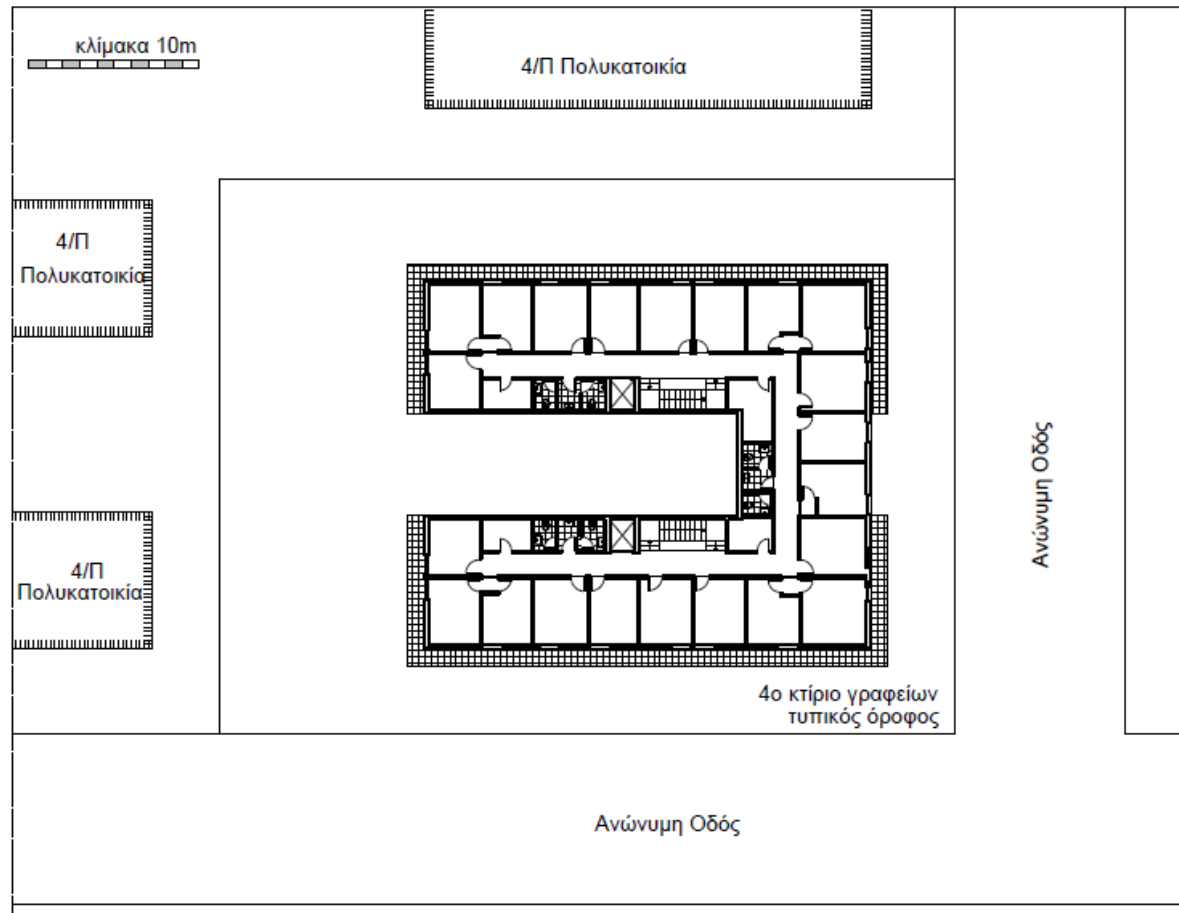 κλίμακα 10m
4/Π Πολυκατοικία
4/Π
Πολυκατοικία
4/Π
Πολυκατοικία
Ανώνυμη Οδός
4ο κτίριο γραφείων
τυπικός όροφος
Ανώνυμη Οδός